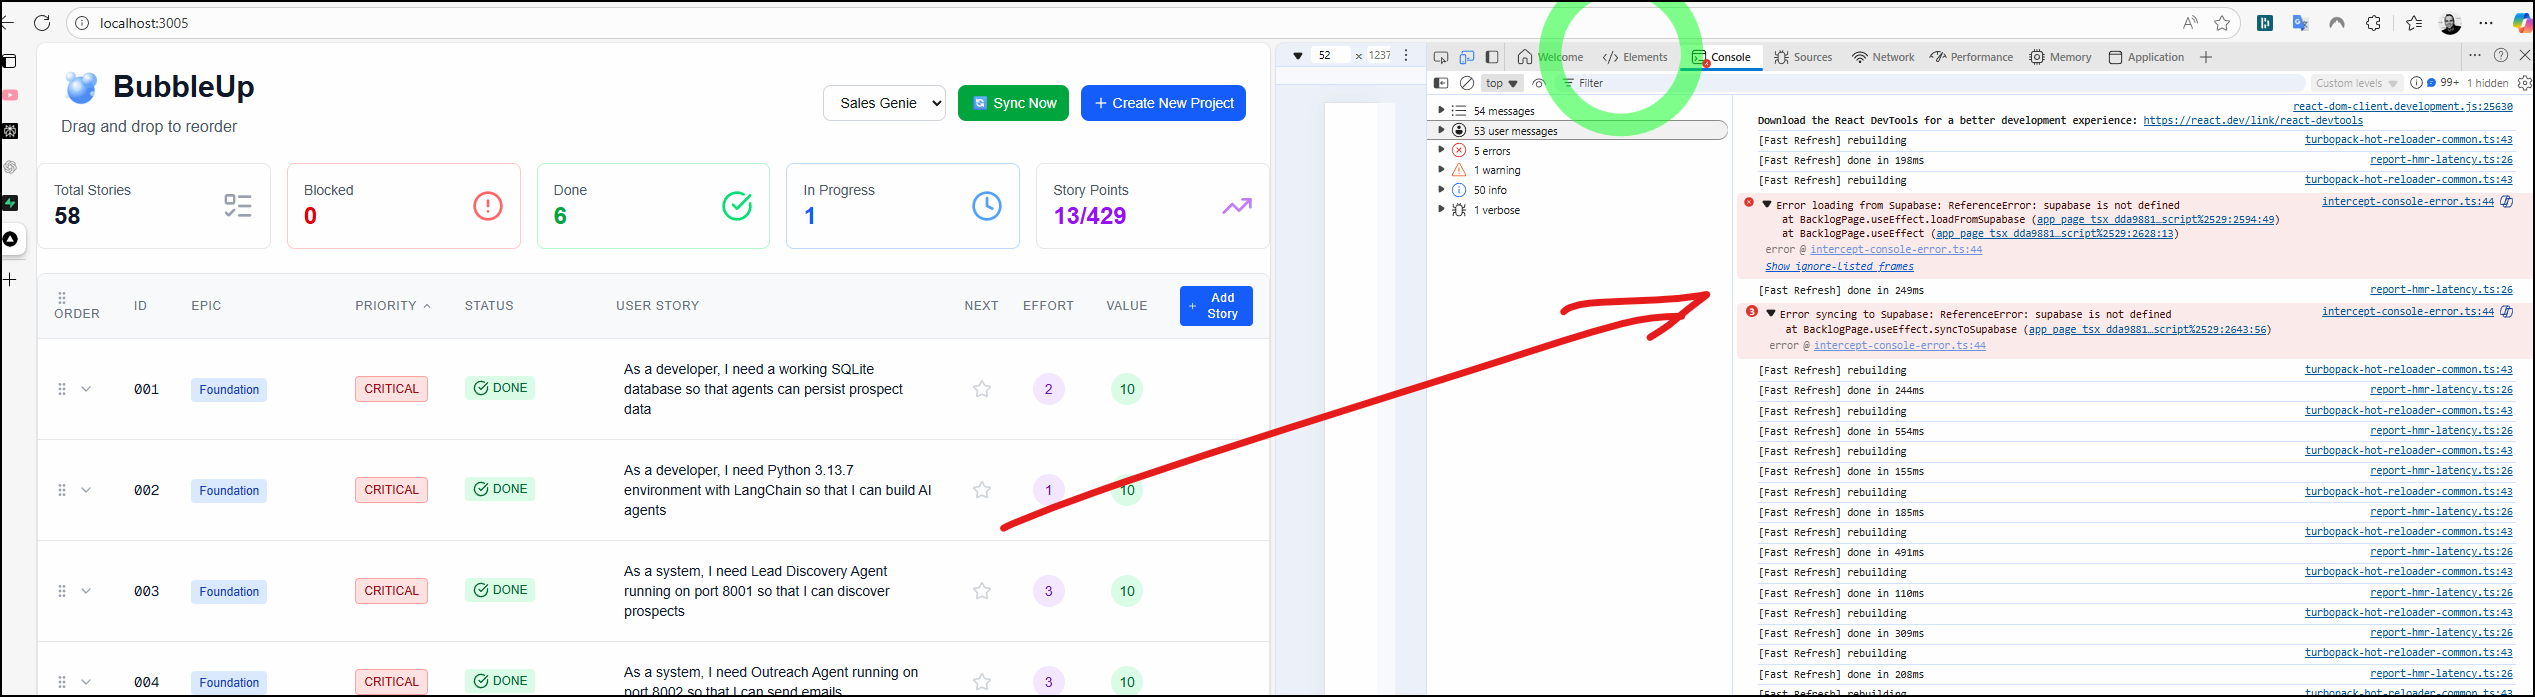 localhost:3005
BubbleUp
Drag and drop to reorder
Sales Genie
Sync Now
+ Create New Project
Total Stories
58
Blocked
0
Done
6
In Progress
1
Story Points
13/429
ORDER
ID
EPIC
PRIORITY
STATUS
USER STORY
NEXT
EFFORT
VALUE
+ Add Story
001
Foundation
CRITICAL
DONE
As a developer, I need a working SQLite
database so that agents can persist prospect
data
2
10
002
Foundation
CRITICAL
DONE
As a developer, I need Python 3.13.7
environment with LangChain so that I can build AI
agents
1
10
003
Foundation
CRITICAL
DONE
As a system, I need Lead Discovery Agent
running on port 8001 so that I can discover
prospects
3
10
004
Foundation
CRITICAL
DONE
As a system, I need Outreach Agent running on
port 8002 so that I can send emails
3
10
52 × 1237
Welcome
Elements
Console
Sources
Network
Performance
Memory
Application
top
Filter
Custom levels
99+
1 hidden
54 messages
53 user messages
5 errors
1 warning
50 info
1 verbose
react-dom-client.development.js:25630
Download the React DevTools for a better development experience: https://react.dev/link/react-devtools
[Fast Refresh] rebuilding turbopack-hot-reloader-common.ts:43
[Fast Refresh] done in 198ms report-hmr-latency.ts:26
[Fast Refresh] rebuilding turbopack-hot-reloader-common.ts:43
Error loading from Supabase: ReferenceError: supabase is not defined intercept-console-error.ts:44
at BacklogPage.useEffect.loadFromSupabase (app_page_tsx_dda9881…script%2529:2594:49)
at BacklogPage.useEffect (app_page_tsx_dda9881…script%2529:2628:13)
error @ intercept-console-error.ts:44
Show ignore-listed frames
[Fast Refresh] done in 249ms report-hmr-latency.ts:26
3 Error syncing to Supabase: ReferenceError: supabase is not defined intercept-console-error.ts:44
at BacklogPage.useEffect.syncToSupabase (app_page_tsx_dda9881…script%2529:2643:56)
error @ intercept-console-error.ts:44
[Fast Refresh] rebuilding turbopack-hot-reloader-common.ts:43
[Fast Refresh] done in 244ms report-hmr-latency.ts:26
[Fast Refresh] rebuilding turbopack-hot-reloader-common.ts:43
[Fast Refresh] done in 554ms report-hmr-latency.ts:26
[Fast Refresh] rebuilding turbopack-hot-reloader-common.ts:43
[Fast Refresh] done in 155ms report-hmr-latency.ts:26
[Fast Refresh] rebuilding turbopack-hot-reloader-common.ts:43
[Fast Refresh] done in 185ms report-hmr-latency.ts:26
[Fast Refresh] rebuilding turbopack-hot-reloader-common.ts:43
[Fast Refresh] done in 491ms report-hmr-latency.ts:26
[Fast Refresh] rebuilding turbopack-hot-reloader-common.ts:43
[Fast Refresh] done in 110ms report-hmr-latency.ts:26
[Fast Refresh] rebuilding turbopack-hot-reloader-common.ts:43
[Fast Refresh] done in 309ms report-hmr-latency.ts:26
[Fast Refresh] rebuilding turbopack-hot-reloader-common.ts:43
[Fast Refresh] done in 208ms report-hmr-latency.ts:26
[Fast Refresh] rebuilding turbopack-hot-reloader-common.ts:43